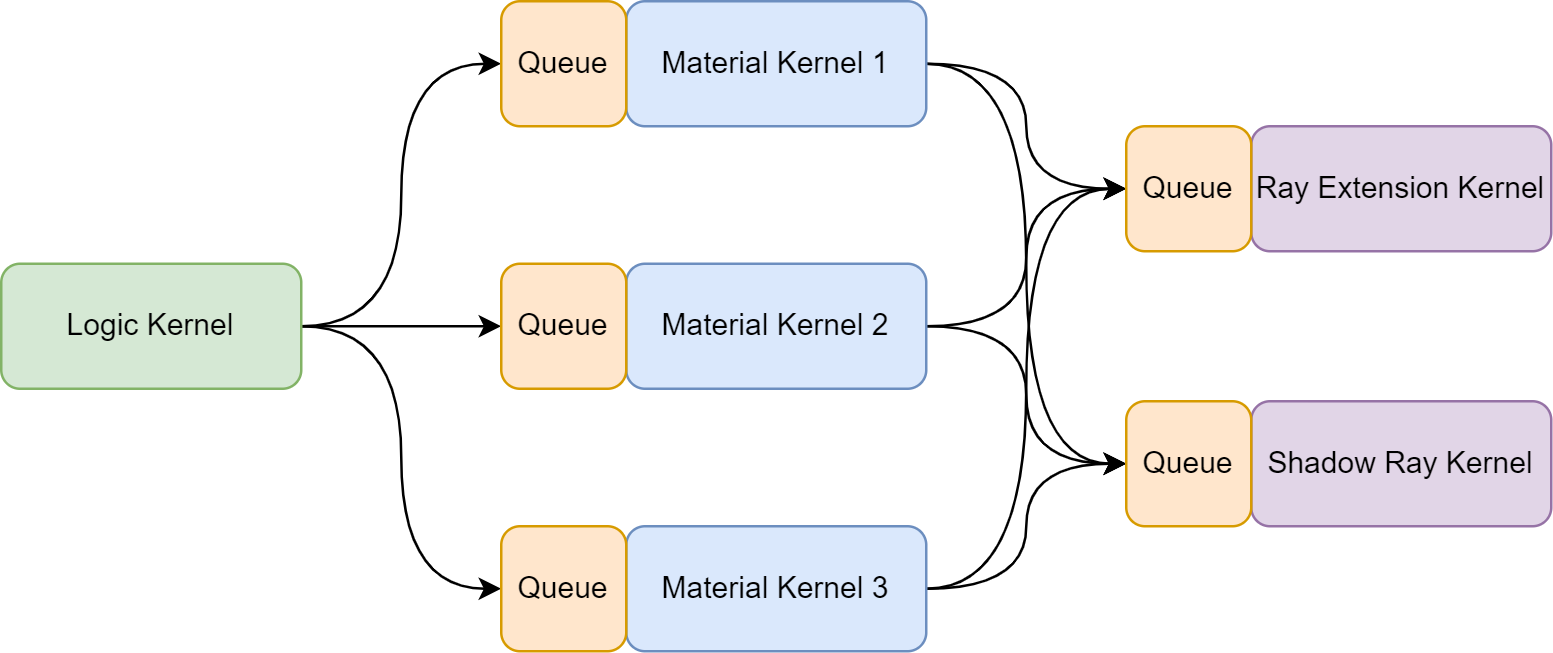 Queue
Material Kernel 1
Queue
Ray Extension Kernel
Logic Kernel
Queue
Material Kernel 2
Queue
Shadow Ray Kernel
Queue
Material Kernel 3